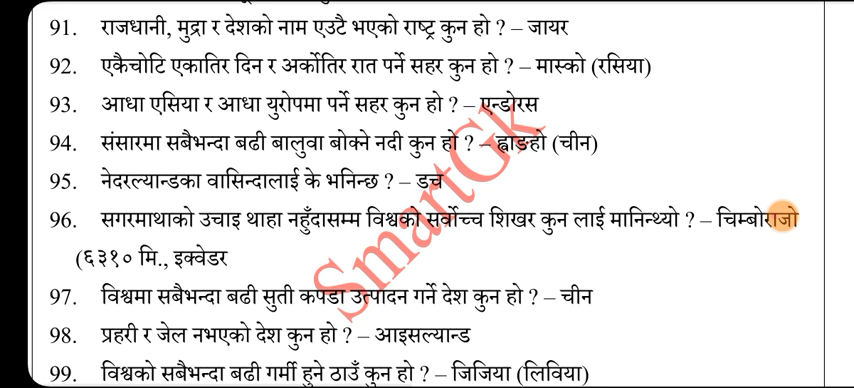 91. राजधानी, मुद्रा र देशको नाम एउटै भएको राष्ट्र कुन हो ? – जायर
92. एकैचोटि एकातिर दिन र अर्कोतिर रात पर्ने सहर कुन हो ? – मास्को (रसिया)
93. आधा एसिया र आधा युरोपमा पर्ने सहर कुन हो ? – एन्डोरस
94. संसारमा सबैभन्दा बढी बालुवा बोक्ने नदी कुन हो ? – ह्वाङहो (चीन)
95. नेदरल्यान्डका वासिन्दालाई के भनिन्छ ? – डच
96. सगरमाथाको उचाइ थाहा नहुँदासम्म विश्वको सर्वोच्च शिखर कुन लाई मानिन्थ्यो ? – चिम्बोराजो
(६३१० मि., इक्वेडर
97. विश्वमा सबैभन्दा बढी सुती कपडा उत्पादन गर्ने देश कुन हो ? – चीन
98. प्रहरी र जेल नभएको देश कुन हो ? – आइसल्यान्ड
99. विश्वको सबैभन्दा बढी गर्मी हुने ठाउँ कुन हो ? – जिजिया (लिविया)
SmartGk